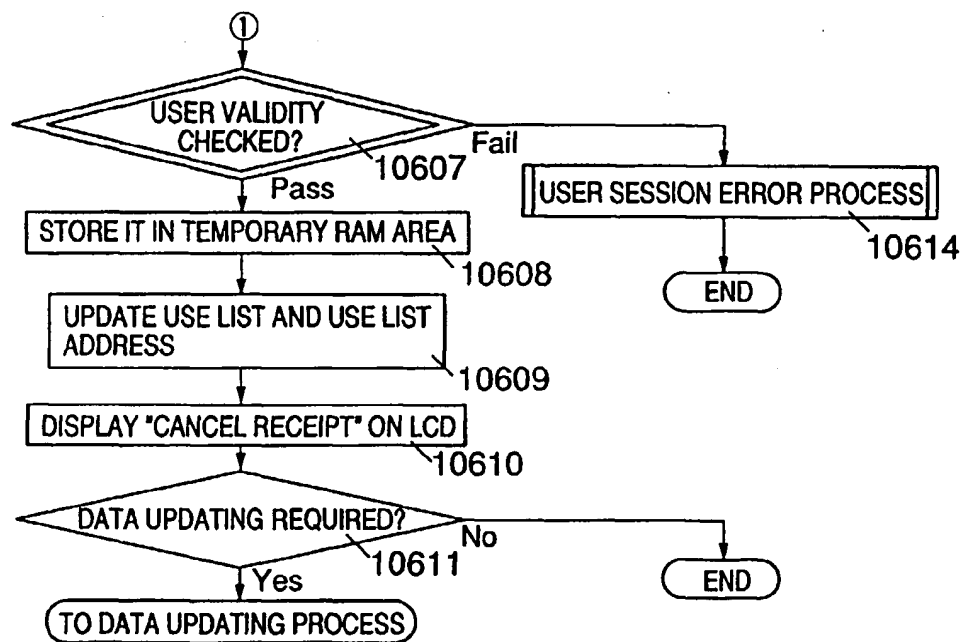 ①
USER VALIDITY
CHECKED?
10607
Fail
Pass
USER SESSION ERROR PROCESS
10614
END
STORE IT IN TEMPORARY RAM AREA
10608
UPDATE USE LIST AND USE LIST
ADDRESS
10609
DISPLAY "CANCEL RECEIPT" ON LCD
10610
DATA UPDATING REQUIRED?
10611
No
END
Yes
TO DATA UPDATING PROCESS